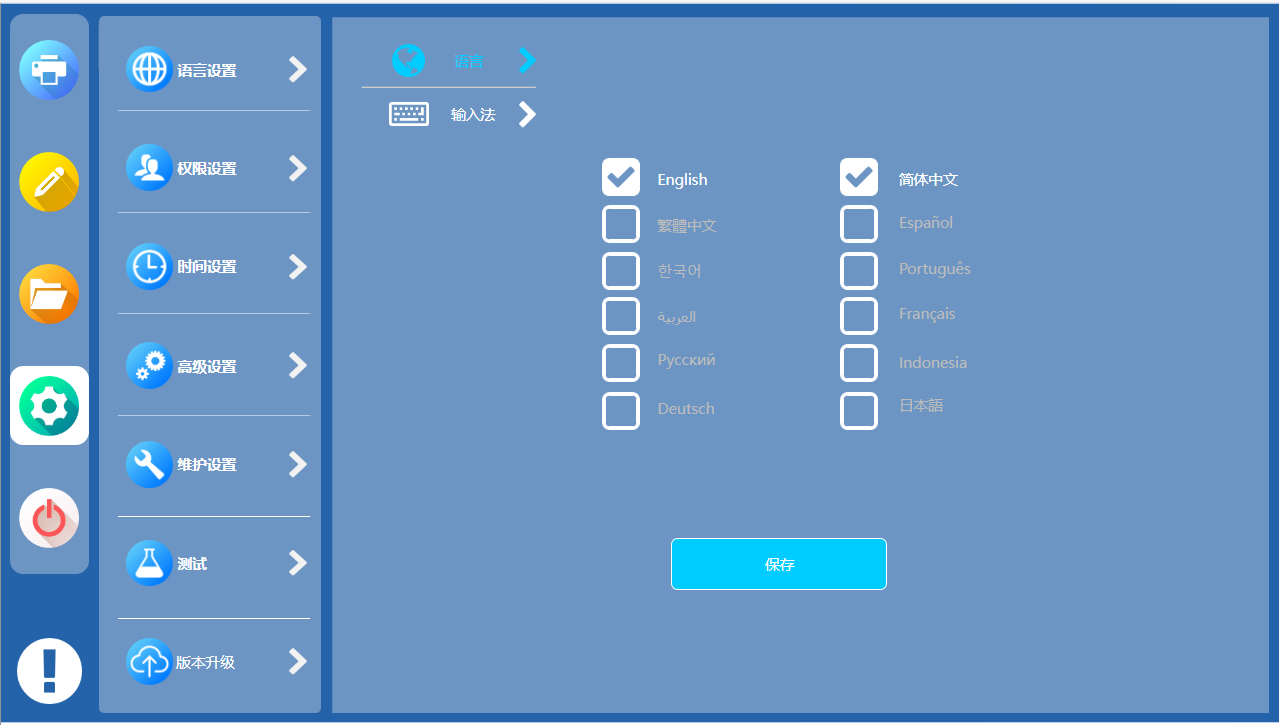 语言设置
权限设置
时间设置
高级设置
维护设置
测试
版本升级
语言
输入法
English
简体中文
繁體中文
Español
한국어
Português
العربية
Français
Русский
Indonesia
Deutsch
日本語
保存